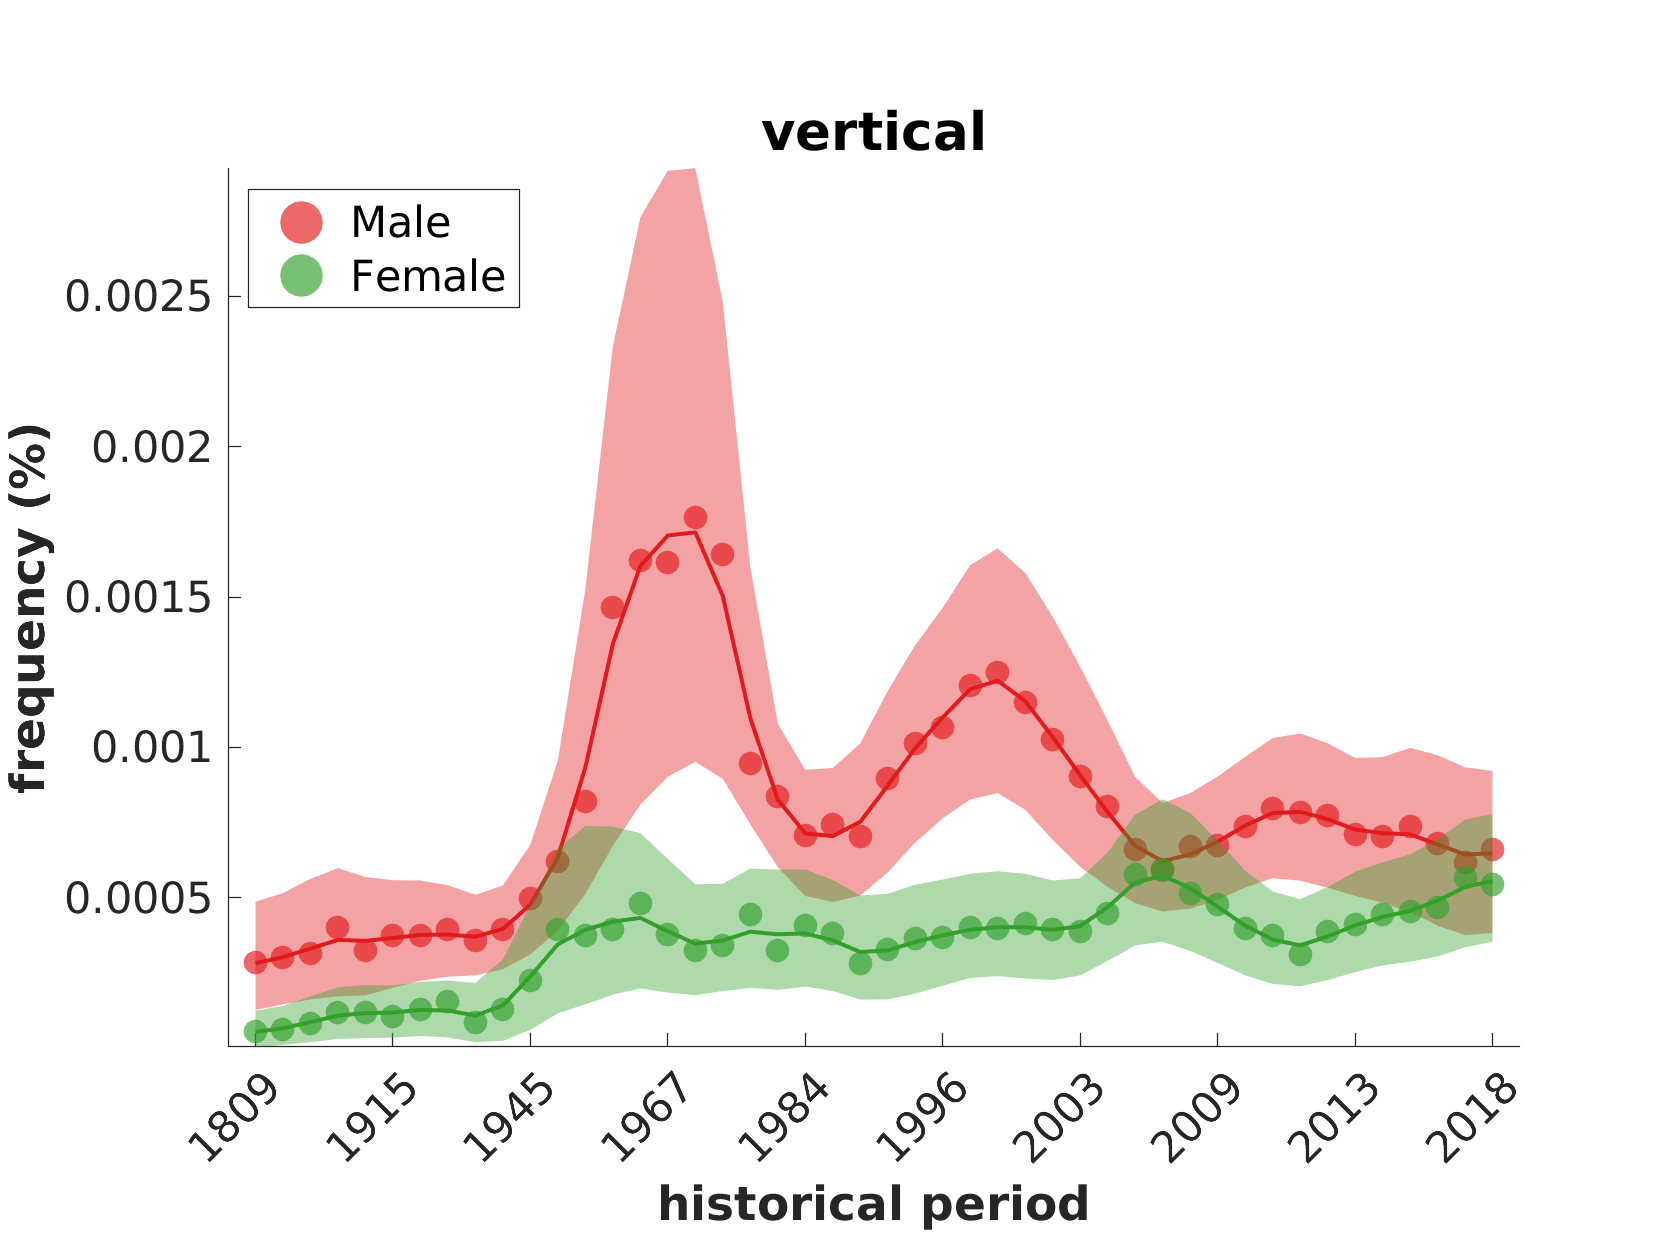 vertical
Male
Female
0.0025
0.002
0.0015
0.001
0.0005
frequency (%)
1809 1915 1945 1967 1984 1996 2003 2009 2013 2018
historical period